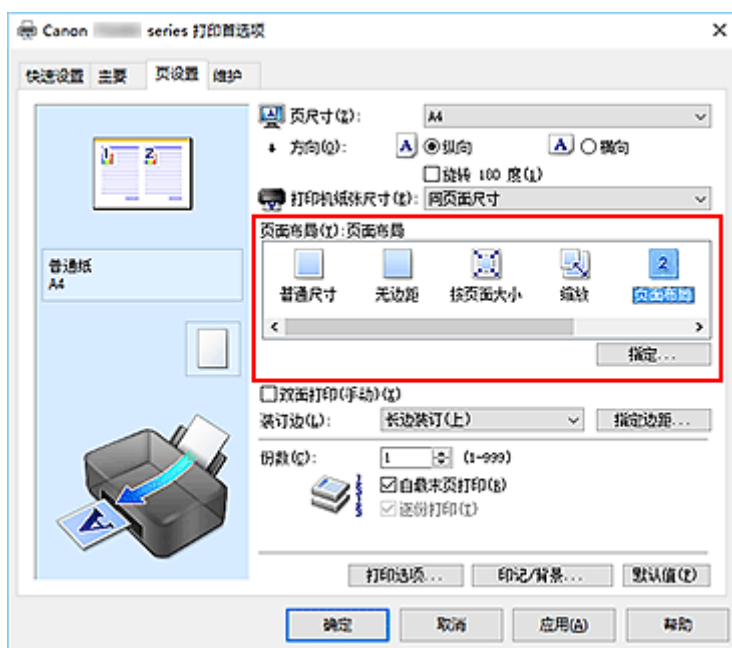 Canon series 打印首选项
快速设置 主要 页设置 维护
页尺寸(Z): A4
方向(O): A 纵向 A 横向
旋转 180 度(1)
打印机纸张尺寸(E): 同页面尺寸
页面布局(Y):页面布局
普通尺寸 无边距 按页面大小 缩放 页面布局
指定...
普通纸
A4
双面打印(手动)(X)
装订边(L): 长边装订(上) 指定边距...
份数(C): 1 (1-999)
自最末页打印(R)
逐份打印(T)
打印选项... 印记/背景... 默认值(F)
确定 取消 应用(A) 帮助